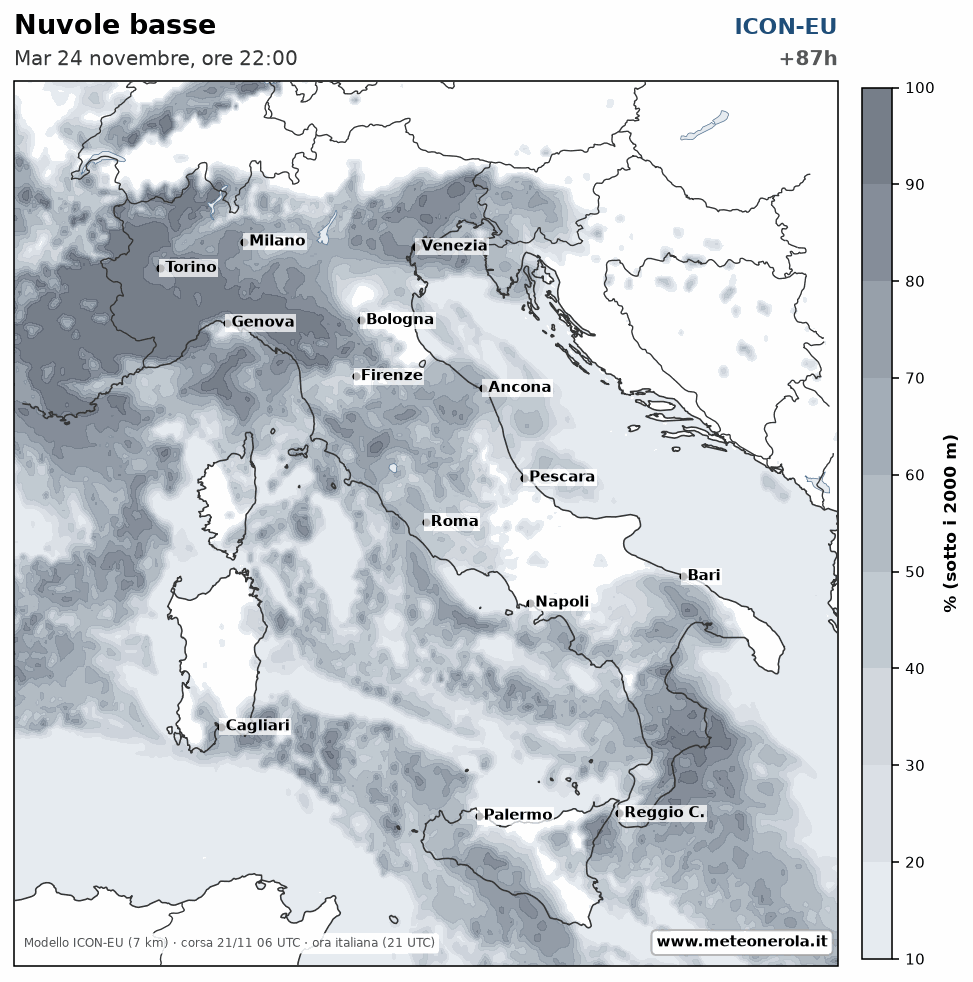 Nuvole basse
ICON-EU
Mar 24 novembre, ore 22:00
+87h
Milano
Venezia
Torino
Genova
Bologna
Firenze
Ancona
Pescara
Roma
Bari
Napoli
Cagliari
Palermo
Reggio C.
Modello ICON-EU (7 km) · corsa 21/11 06 UTC · ora italiana (21 UTC)
www.meteonerola.it
100
90
80
70
60
50
40
30
20
10
% (sotto i 2000 m)